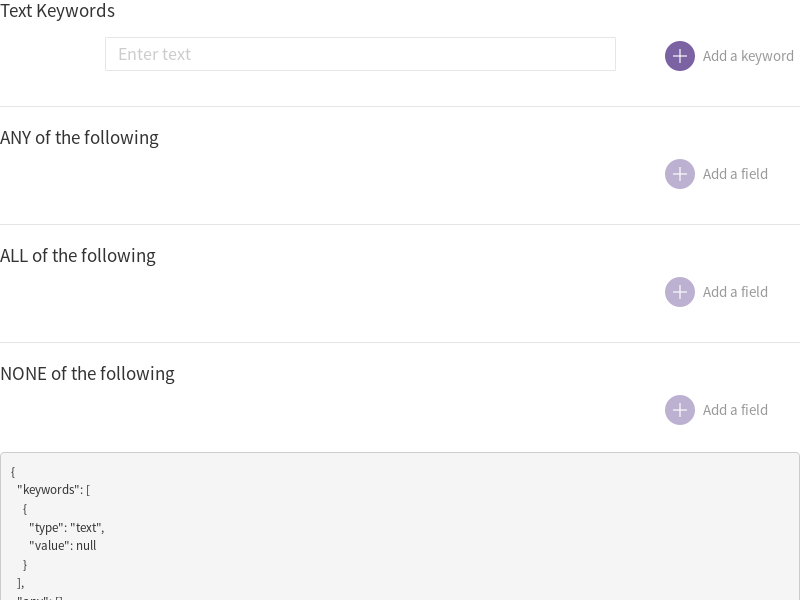 Text Keywords
Enter text
Add a keyword
ANY of the following
Add a field
ALL of the following
Add a field
NONE of the following
Add a field
{
"keywords": [
{
"type": "text",
"value": null
}
],
"any": []